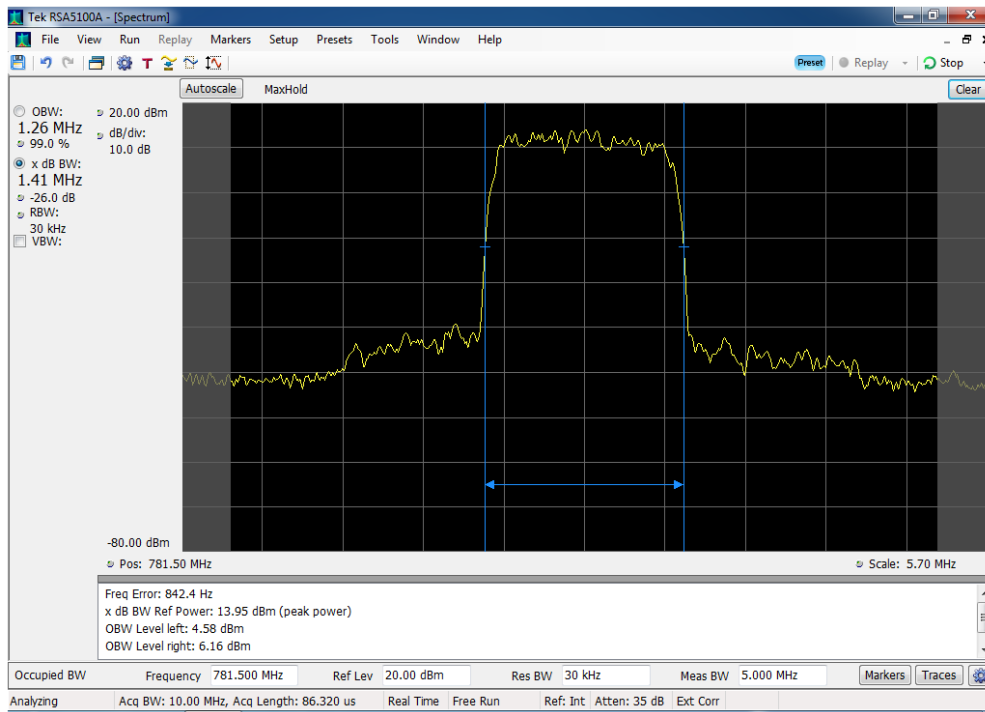 Tek RSA5100A - [Spectrum]
File View Run Replay Markers Setup Presets Tools Window Help
T Preset Replay Stop
Autoscale MaxHold Clear
OBW:
1.26 MHz
99.0 %
x dB BW:
1.41 MHz
-26.0 dB
RBW:
30 kHz
VBW:
20.00 dBm
dB/div:
10.0 dB
-80.00 dBm
Pos: 781.50 MHz Scale: 5.70 MHz
Freq Error: 842.4 Hz
x dB BW Ref Power: 13.95 dBm (peak power)
OBW Level left: 4.58 dBm
OBW Level right: 6.16 dBm
Occupied BW Frequency 781.500 MHz Ref Lev 20.00 dBm Res BW 30 kHz Meas BW 5.000 MHz Markers Traces
Analyzing Acq BW: 10.00 MHz, Acq Length: 86.320 us Real Time Free Run Ref: Int Atten: 35 dB Ext Corr